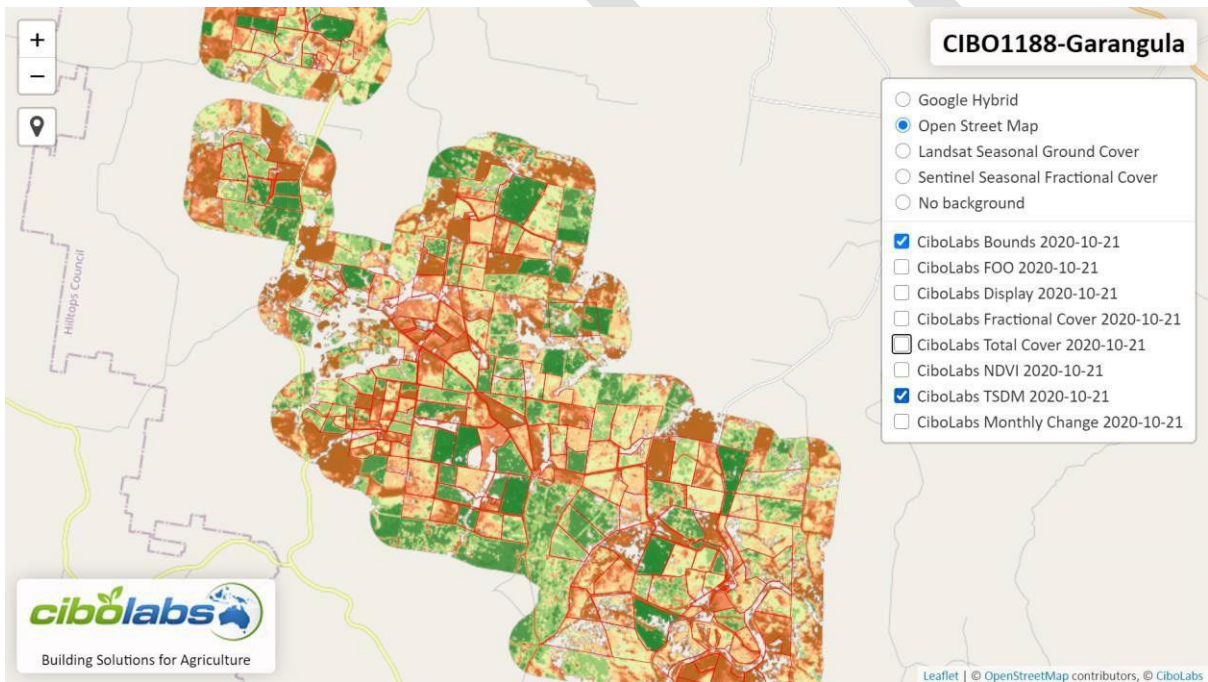 +
−
CIBO1188-Garangula
Google Hybrid
Open Street Map
Landsat Seasonal Ground Cover
Sentinel Seasonal Fractional Cover
No background
CiboLabs Bounds 2020-10-21
CiboLabs FOO 2020-10-21
CiboLabs Display 2020-10-21
CiboLabs Fractional Cover 2020-10-21
CiboLabs Total Cover 2020-10-21
CiboLabs NDVI 2020-10-21
CiboLabs TSDM 2020-10-21
CiboLabs Monthly Change 2020-10-21
Hilltops Council
cibolabs
Building Solutions for Agriculture
Leaflet | © OpenStreetMap contributors, © CiboLabs